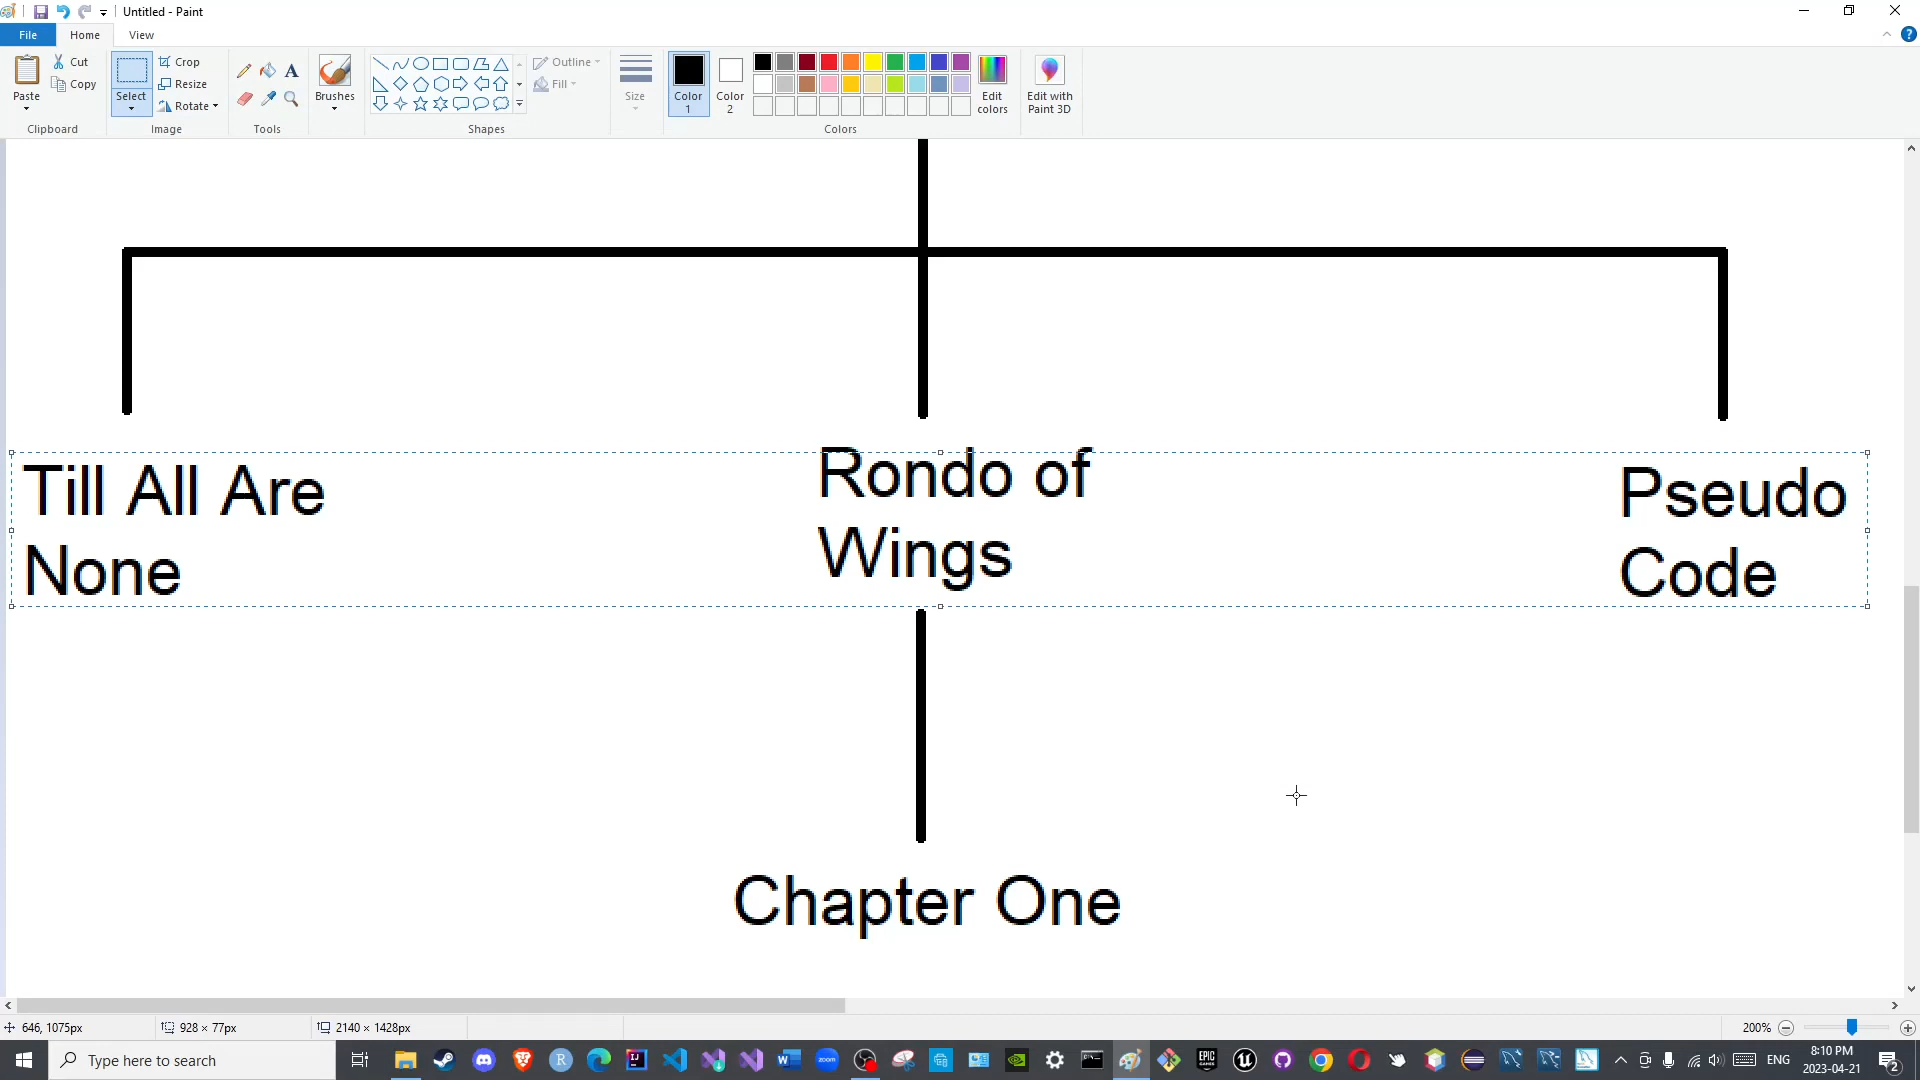 Untitled - Paint
File Home View
Paste
Cut
Copy
Clipboard
Select
Crop
Resize
Rotate
Image
Tools
Brushes
Shapes
Outline
Fill
Size
Color 1
Color 2
Edit colors
Colors
Edit with Paint 3D
Till All Are
None
Rondo of
Wings
Pseudo
Code
Chapter One
646, 1075px 928 × 77px 2140 × 1428px 200%
Type here to search
ENG
8:10 PM
2023-04-21